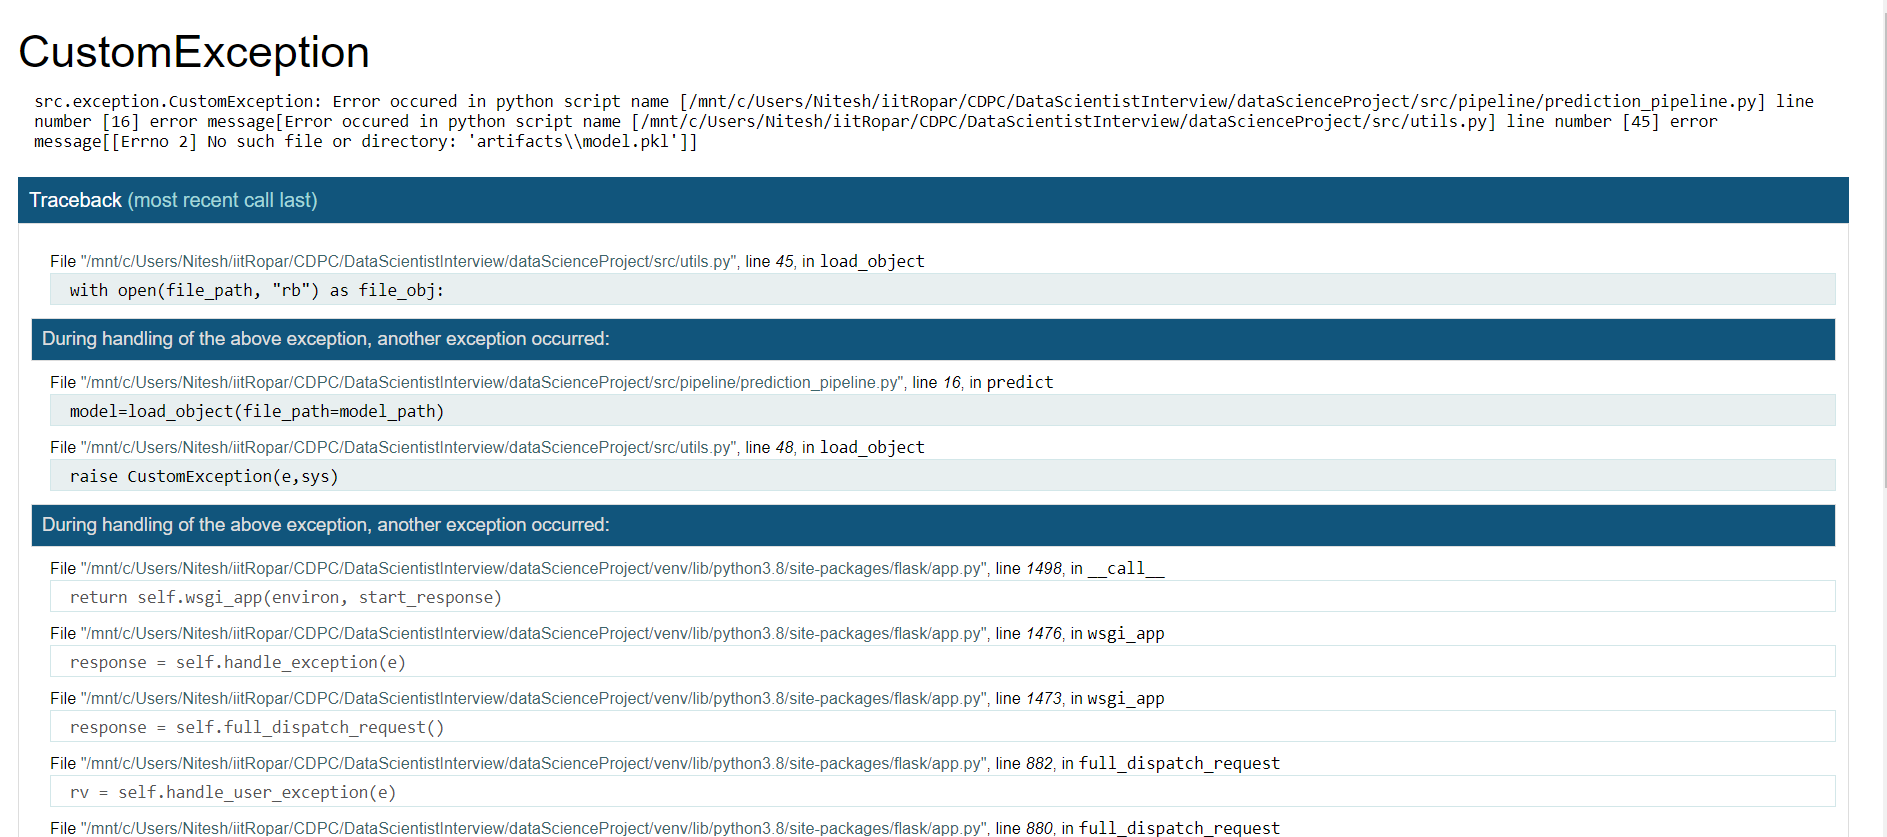 CustomException
src.exception.CustomException: Error occured in python script name [/mnt/c/Users/Nitesh/iitRopar/CDPC/DataScientistInterview/dataScienceProject/src/pipeline/prediction_pipeline.py] line
number [16] error message[Error occured in python script name [/mnt/c/Users/Nitesh/iitRopar/CDPC/DataScientistInterview/dataScienceProject/src/utils.py] line number [45] error
message[[Errno 2] No such file or directory: 'artifacts\\model.pkl']]
Traceback (most recent call last)
File "/mnt/c/Users/Nitesh/iitRopar/CDPC/DataScientistInterview/dataScienceProject/src/utils.py", line 45, in load_object
with open(file_path, "rb") as file_obj:
During handling of the above exception, another exception occurred:
File "/mnt/c/Users/Nitesh/iitRopar/CDPC/DataScientistInterview/dataScienceProject/src/pipeline/prediction_pipeline.py", line 16, in predict
model=load_object(file_path=model_path)
File "/mnt/c/Users/Nitesh/iitRopar/CDPC/DataScientistInterview/dataScienceProject/src/utils.py", line 48, in load_object
raise CustomException(e,sys)
During handling of the above exception, another exception occurred:
File "/mnt/c/Users/Nitesh/iitRopar/CDPC/DataScientistInterview/dataScienceProject/venv/lib/python3.8/site-packages/flask/app.py", line 1498, in __call__
return self.wsgi_app(environ, start_response)
File "/mnt/c/Users/Nitesh/iitRopar/CDPC/DataScientistInterview/dataScienceProject/venv/lib/python3.8/site-packages/flask/app.py", line 1476, in wsgi_app
response = self.handle_exception(e)
File "/mnt/c/Users/Nitesh/iitRopar/CDPC/DataScientistInterview/dataScienceProject/venv/lib/python3.8/site-packages/flask/app.py", line 1473, in wsgi_app
response = self.full_dispatch_request()
File "/mnt/c/Users/Nitesh/iitRopar/CDPC/DataScientistInterview/dataScienceProject/venv/lib/python3.8/site-packages/flask/app.py", line 882, in full_dispatch_request
rv = self.handle_user_exception(e)
File "/mnt/c/Users/Nitesh/iitRopar/CDPC/DataScientistInterview/dataScienceProject/venv/lib/python3.8/site-packages/flask/app.py", line 880, in full_dispatch_request